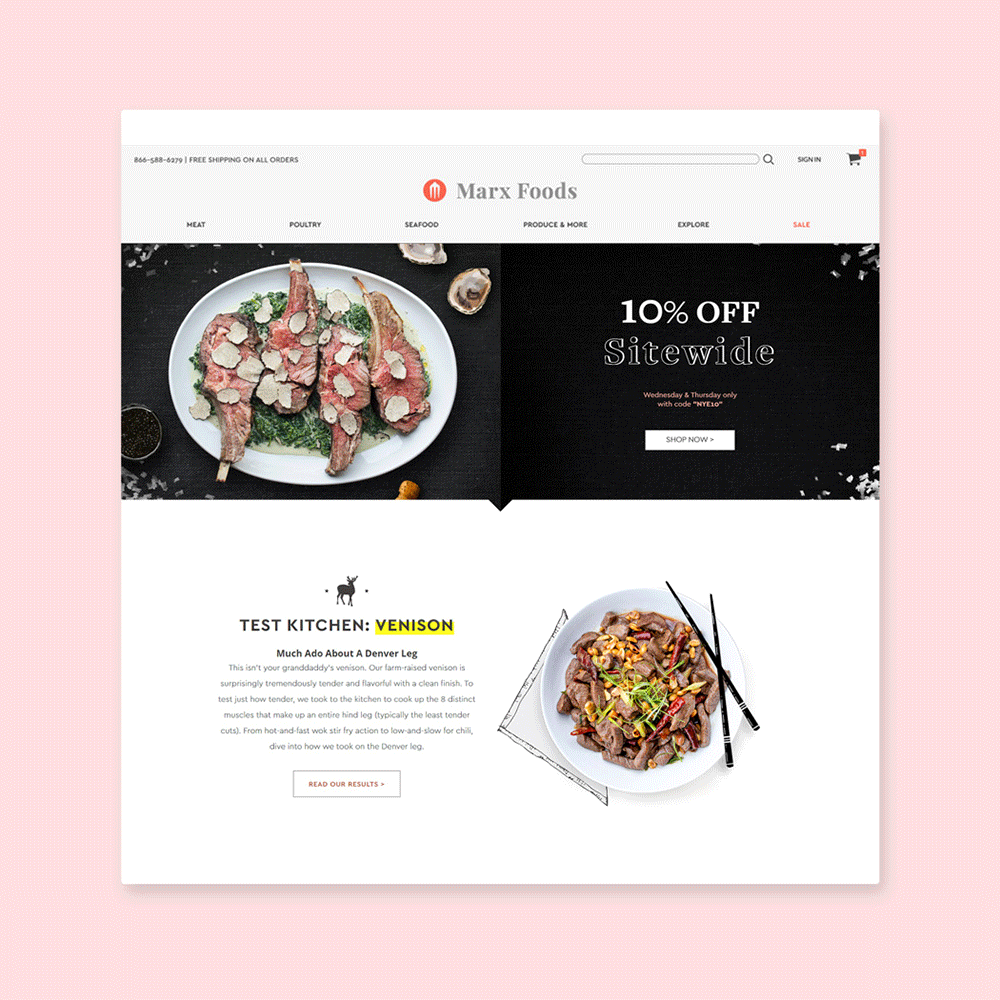 866-588-6279 | FREE SHIPPING ON ALL ORDERS
SIGN IN
1
Marx Foods
MEAT
POULTRY
SEAFOOD
PRODUCE & MORE
EXPLORE
SALE
10% OFF
Sitewide
Wednesday & Thursday only
with code "NYE10"
SHOP NOW >
TEST KITCHEN: VENISON
Much Ado About A Denver Leg
This isn't your granddaddy's venison. Our farm-raised venison is
surprisingly tremendously tender and flavorful with a clean finish. To
test just how tender, we took to the kitchen to cook up the 8 distinct
muscles that make up an entire hind leg (typically the least tender
cuts). From hot-and-fast wok stir fry action to low-and-slow for chili,
dive into how we took on the Denver leg.
READ OUR RESULTS >